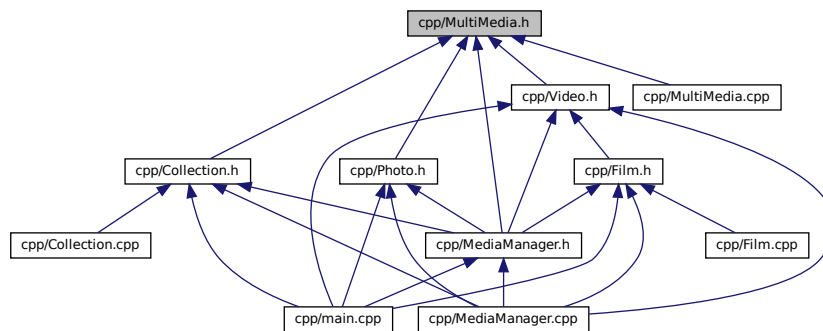 cpp/MultiMedia.h
cpp/Video.h
cpp/MultiMedia.cpp
cpp/Collection.h
cpp/Photo.h
cpp/Film.h
cpp/Collection.cpp
cpp/MediaManager.h
cpp/Film.cpp
cpp/main.cpp
cpp/MediaManager.cpp